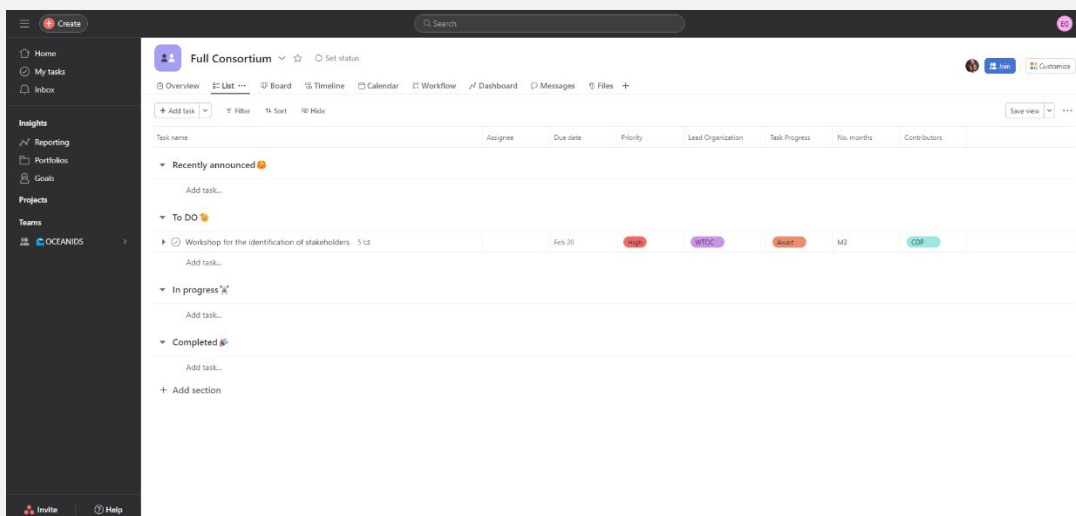 Create
Search
EG
Home
My tasks
Inbox
Insights
Reporting
Portfolios
Goals
Projects
Teams
OCEANIDS
Invite
Help
Full Consortium
Set status
Join
Customize
Overview List Board Timeline Calendar Workflow Dashboard Messages Files +
+ Add task Filter Sort Hide Save view
Task name Assignee Due date Priority Lead Organization Task Progress No. months Contributors
Recently announced
Add task...
To DO
Workshop for the identification of stakeholders 5 Feb 20 High WTOC Await M3 CDP
Add task...
In progress
Add task...
Completed
Add task...
+ Add section